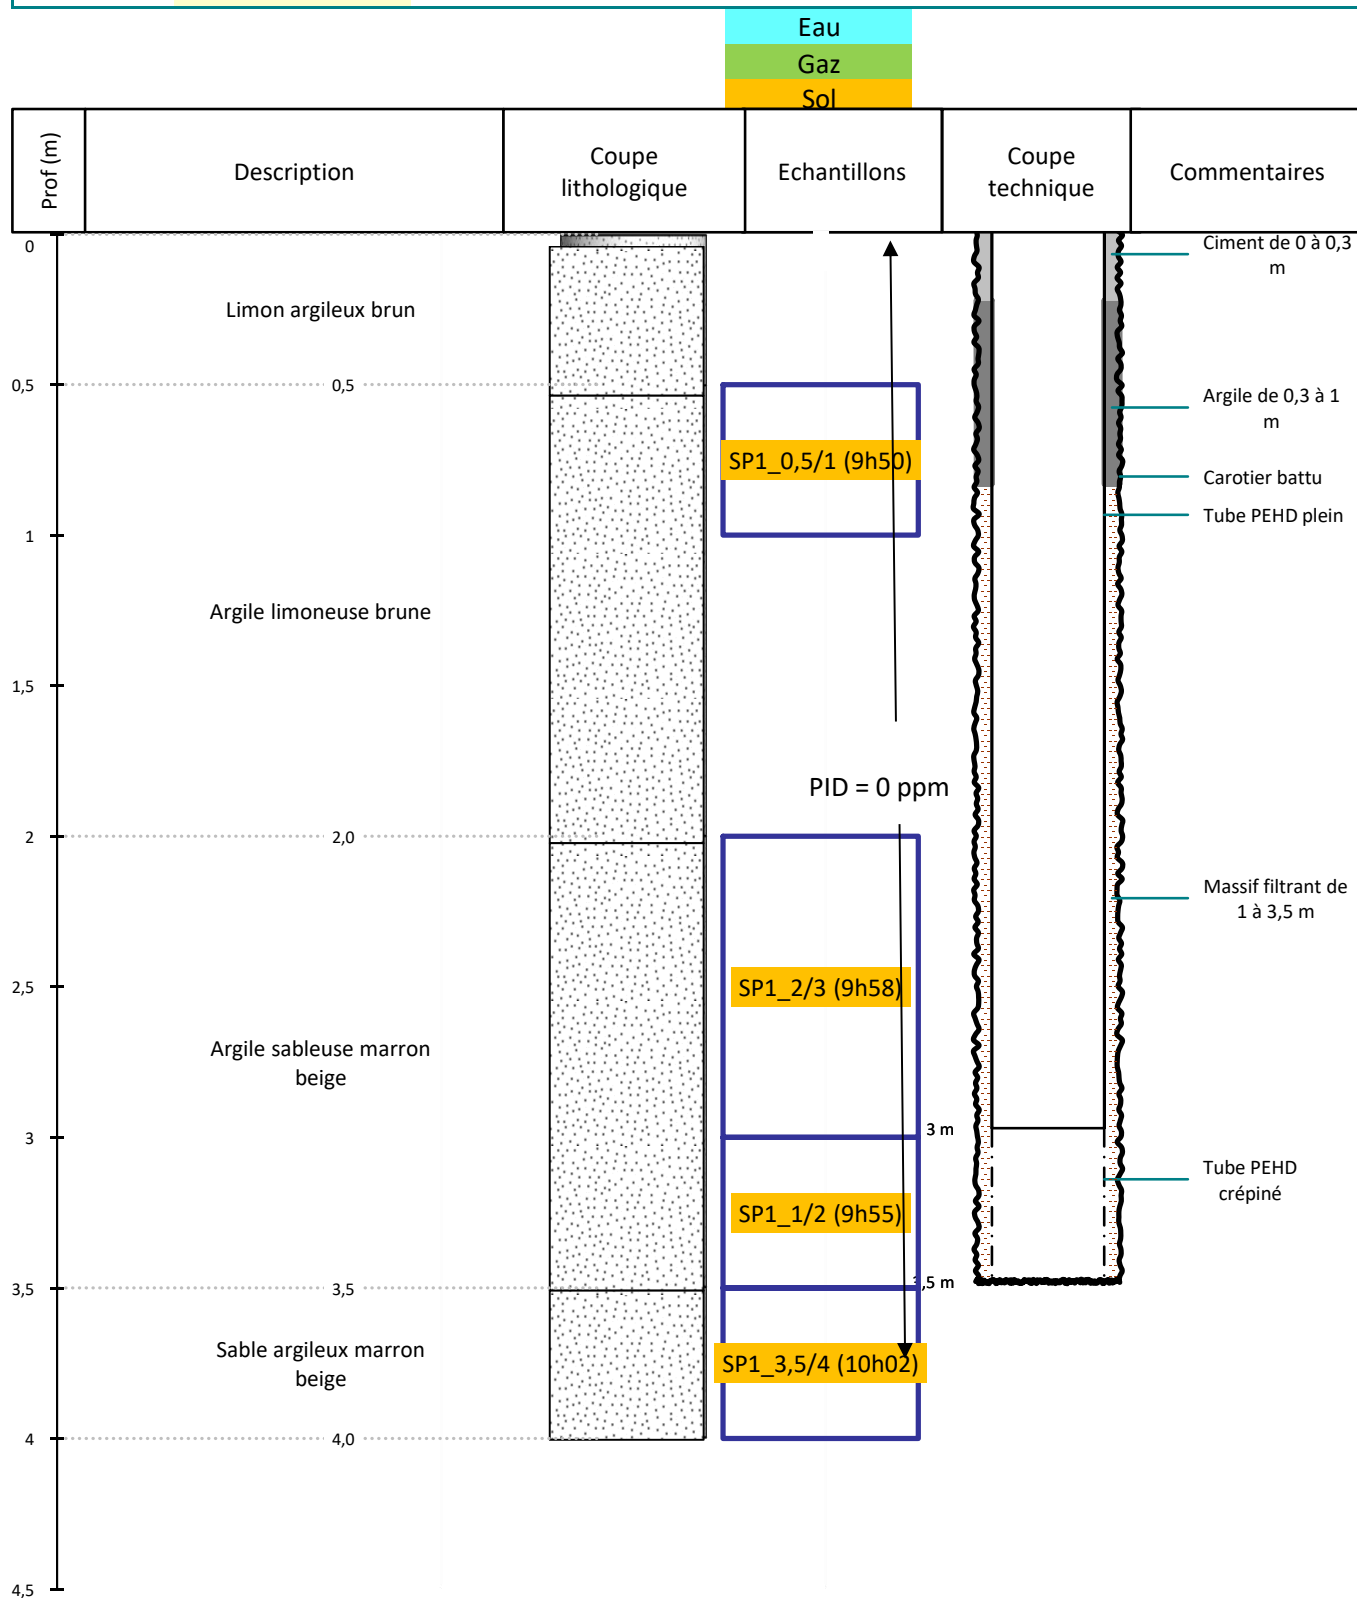 Eau
Gaz
Sol
Prof (m)
Description
Coupe
lithologique
Echantillons
Coupe
technique
Commentaires
0
Ciment de 0 à 0,3
m
Limon argileux brun
0,5
0,5
Argile de 0,3 à 1
m
SP1_0,5/1 (9h50)
Carotier battu
Tube PEHD plein
1
Argile limoneuse brune
1,5
PID = 0 ppm
2
2,0
Massif filtrant de
1 à 3,5 m
2,5
SP1_2/3 (9h58)
Argile sableuse marron
beige
3
3 m
Tube PEHD
crépiné
SP1_1/2 (9h55)
3,5
3,5
,5 m
Sable argileux marron
beige
SP1_3,5/4 (10h02)
4
4,0
4,5